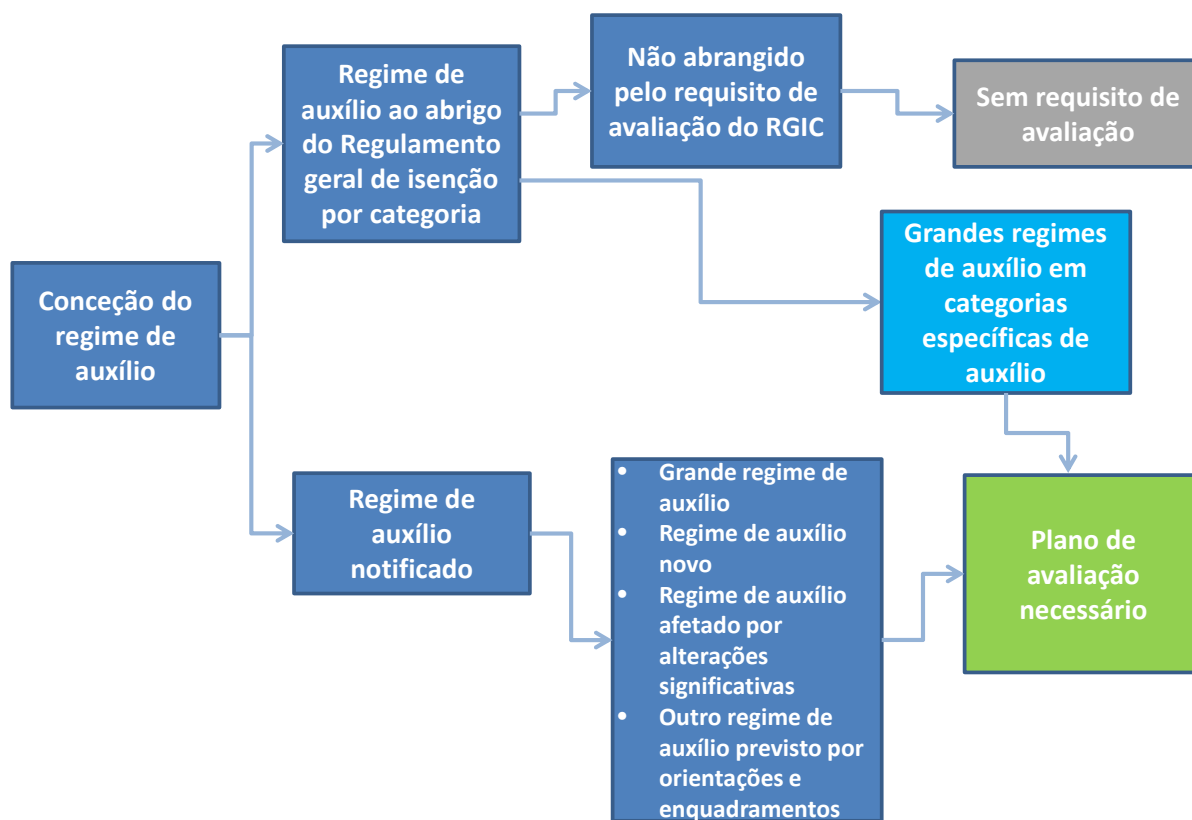 Conceção do
regime de
auxílio
Regime de
auxílio ao abrigo
do Regulamento
geral de isenção
por categoria
Não abrangido
pelo requisito de
avaliação do RGIC
Sem requisito de
avaliação
Grandes regimes
de auxílio em
categorias
específicas de
auxílio
Regime de
auxílio
notificado
• Grande regime de
auxílio
• Regime de auxílio
novo
• Regime de auxílio
afetado por
alterações
significativas
• Outro regime de
auxílio previsto por
orientações e
enquadramentos
Plano de
avaliação
necessário